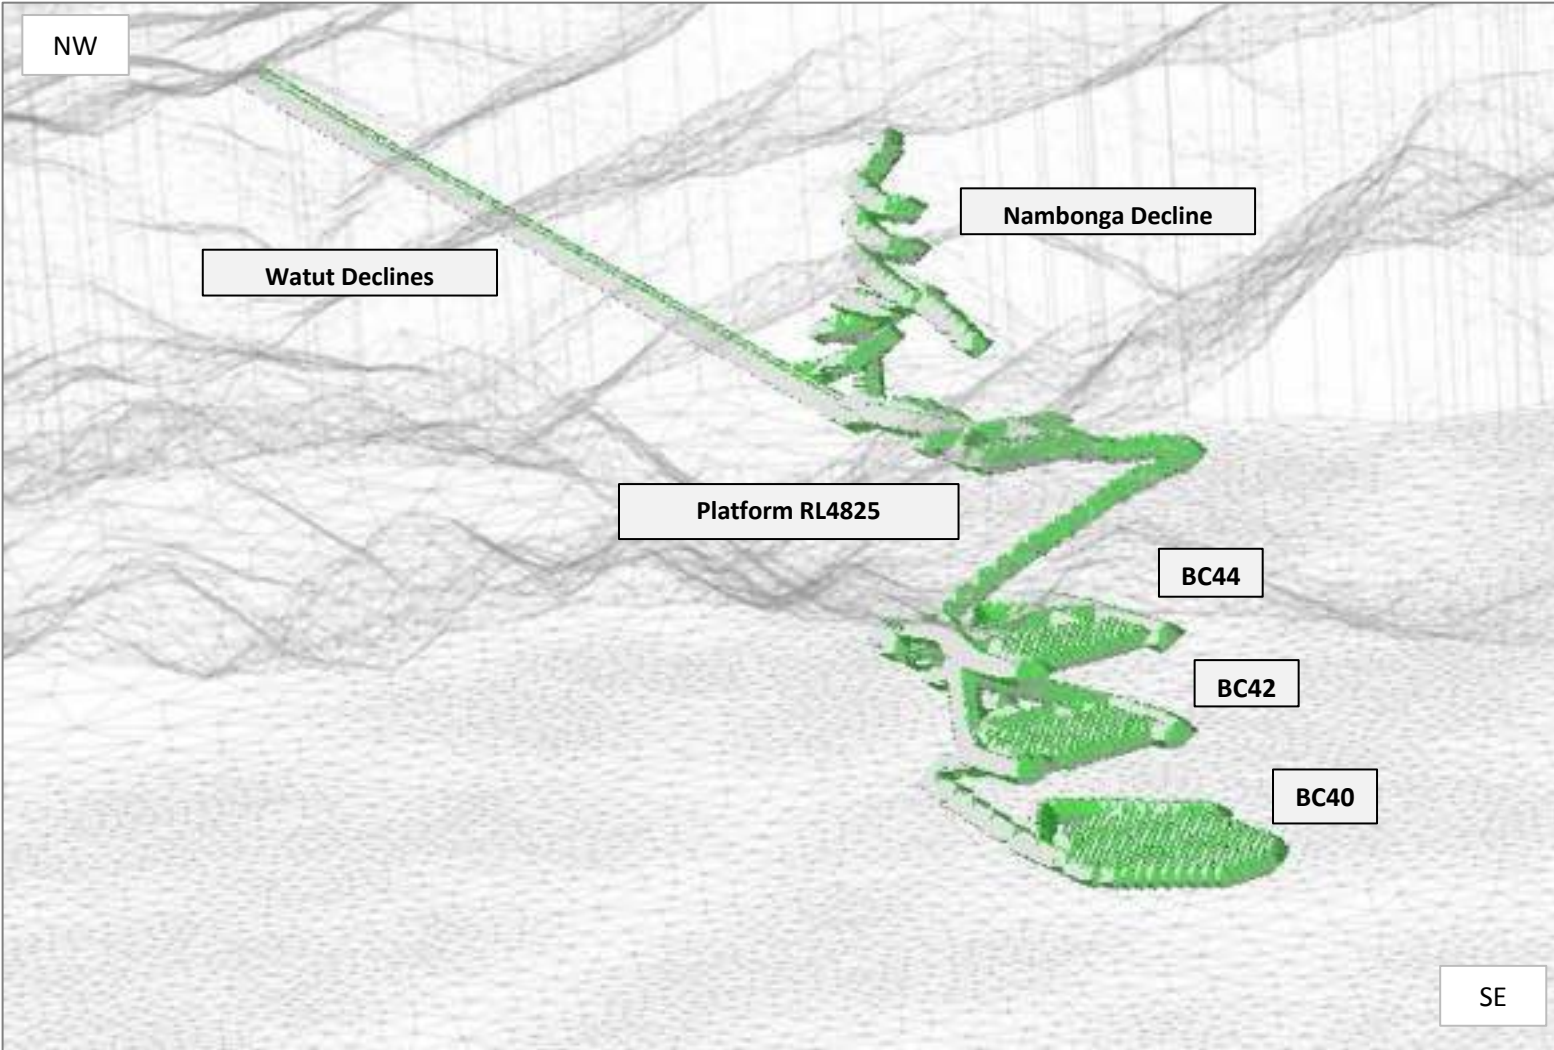 NW
Nambonga Decline
Watut Declines
Platform RL4825
BC44
BC42
BC40
SE